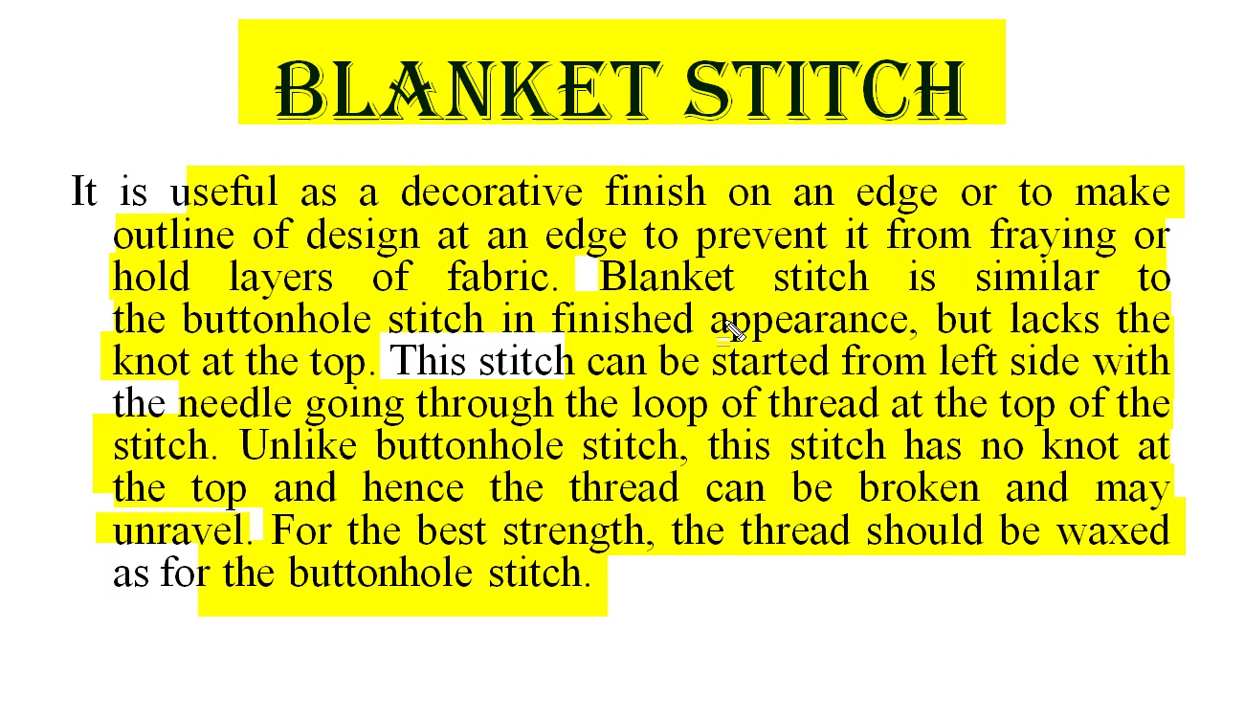 BLANKET STITCH
It is useful as a decorative finish on an edge or to make
outline of design at an edge to prevent it from fraying or
hold layers of fabric. Blanket stitch is similar to
the buttonhole stitch in finished appearance, but lacks the
knot at the top. This stitch can be started from left side with
the needle going through the loop of thread at the top of the
stitch. Unlike buttonhole stitch, this stitch has no knot at
the top and hence the thread can be broken and may
unravel. For the best strength, the thread should be waxed
as for the buttonhole stitch.